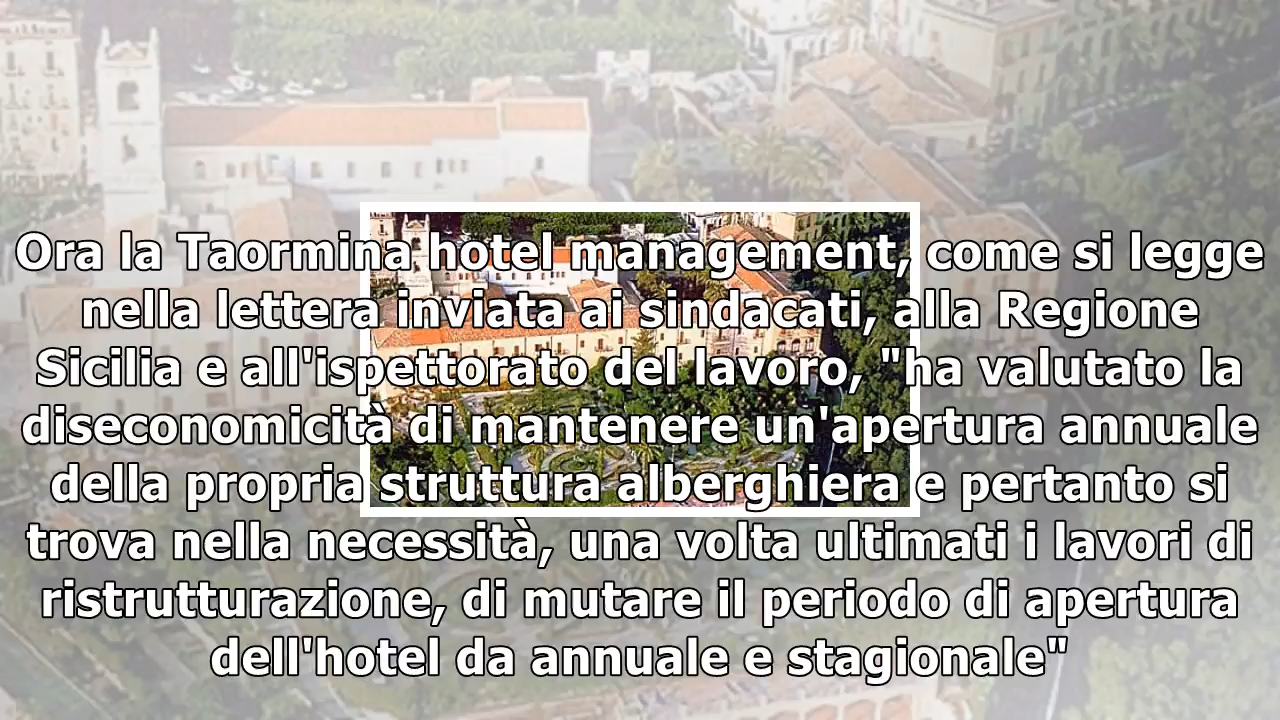 Ora la Taormina hotel management, come si legge
nella lettera inviata ai sindacati, alla Regione
Sicilia e all'ispettorato del lavoro, "ha valutato la
diseconomicità di mantenere un'apertura annuale
della propria struttura alberghiera e pertanto si
trova nella necessità, una volta ultimati i lavori di
ristrutturazione, di mutare il periodo di apertura
dell'hotel da annuale e stagionale"